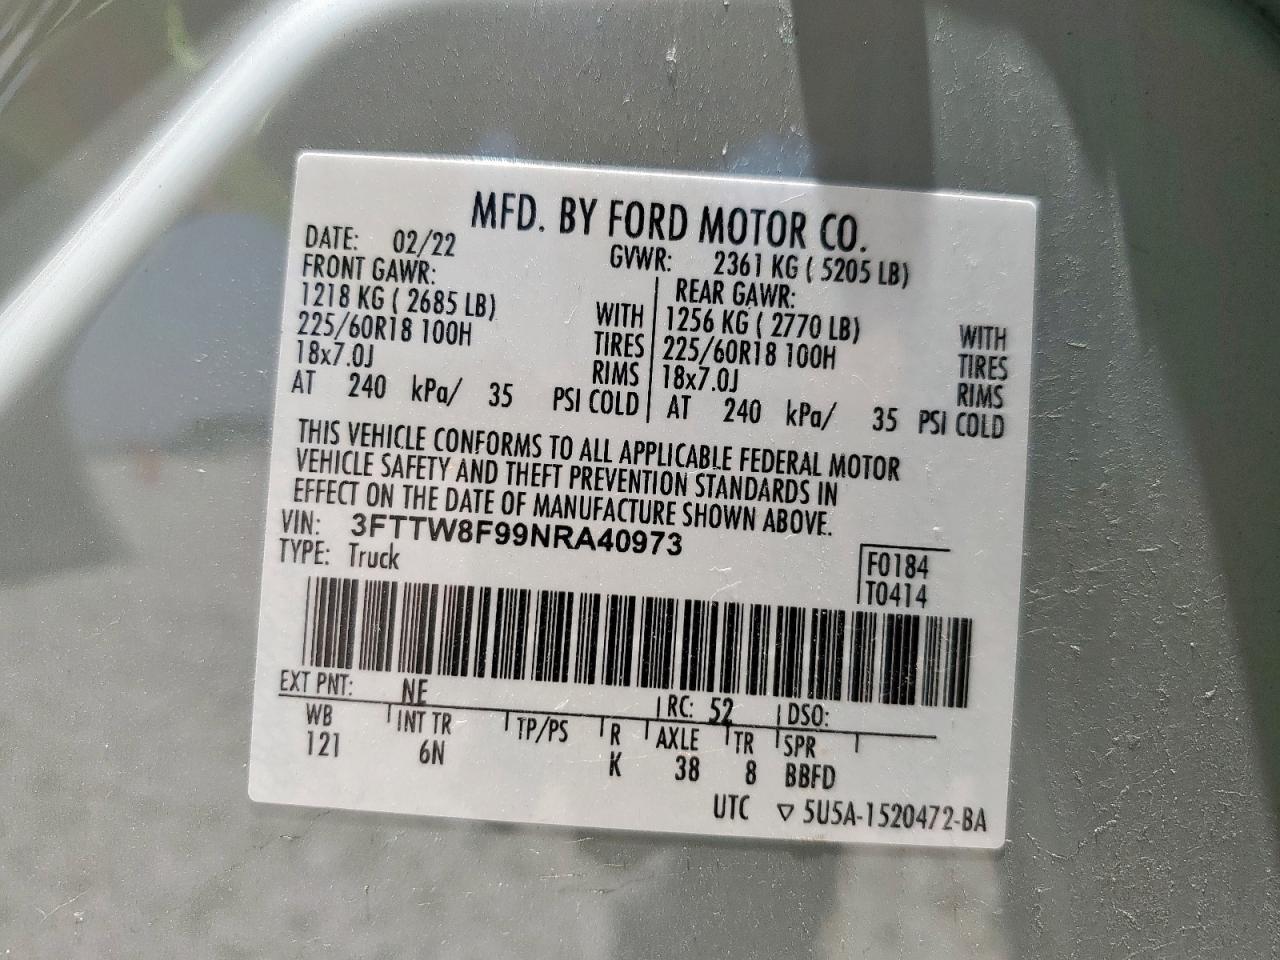 MFD. BY FORD MOTOR CO.
DATE: 02/22 GVWR: 2361 KG ( 5205 LB)
FRONT GAWR: REAR GAWR:
1218 KG ( 2685 LB) WITH 1256 KG ( 2770 LB) WITH
225/60R18 100H TIRES 225/60R18 100H TIRES
18x7.0J RIMS 18x7.0J RIMS
AT 240 kPa/ 35 PSI COLD AT 240 kPa/ 35 PSI COLD
THIS VEHICLE CONFORMS TO ALL APPLICABLE FEDERAL MOTOR
VEHICLE SAFETY AND THEFT PREVENTION STANDARDS IN
EFFECT ON THE DATE OF MANUFACTURE SHOWN ABOVE.
VIN: 3FTTW8F99NRA40973
TYPE: Truck
F0184
T0414
EXT PNT: NE RC: 52 DSO:
WB INT TR TP/PS R AXLE TR SPR
121 6N K 38 8 BBFD
UTC ▽ 5U5A-1520472-BA